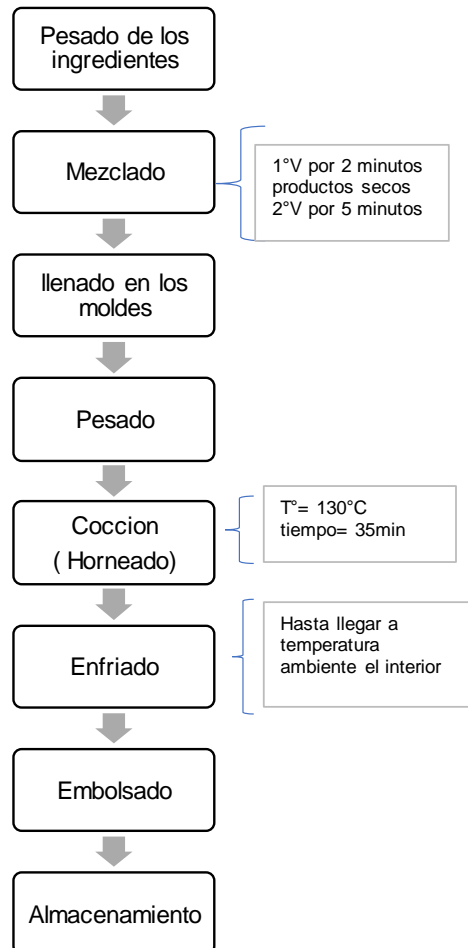 Pesado de los
ingredientes
Mezclado
1°V por 2 minutos
productos secos
2°V por 5 minutos
llenado en los
moldes
Pesado
Coccion
( Horneado)
T°= 130°C
tiempo= 35min
Enfriado
Hasta llegar a
temperatura
ambiente el interior
Embolsado
Almacenamiento